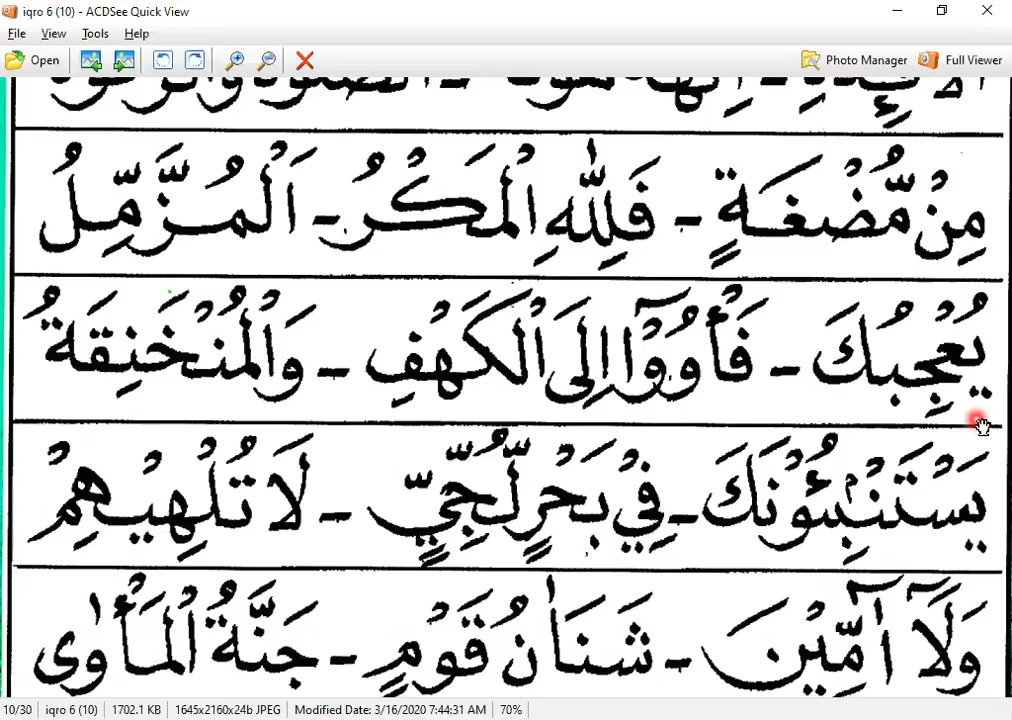 iqro 6 (10) - ACDSee Quick View
File View Tools Help
Open Photo Manager Full Viewer
مِنْ مُّضْغَةٍ - فَلِلّٰهِ الْمَكْرُ - اَلْمُزَّمِّلُ
يُعْجِبُكَ - فَأْوُوْٓا اِلَى الْكَهْفِ - وَالْمُنْخَنِقَةُ
يَسْتَنْۢبِئُوْنَكَ - فِيْ بَحْرٍ لُّجِّيٍّ - لَا تُلْهِيْهِمْ
وَلَآ اٰۤمِّيْنَ - شَنَاٰنُ قَوْمٍ - جَنَّةُ الْمَأْوٰى
10/30 iqro 6 (10) 1702.1 KB 1645x2160x24b JPEG Modified Date: 3/16/2020 7:44:31 AM 70%